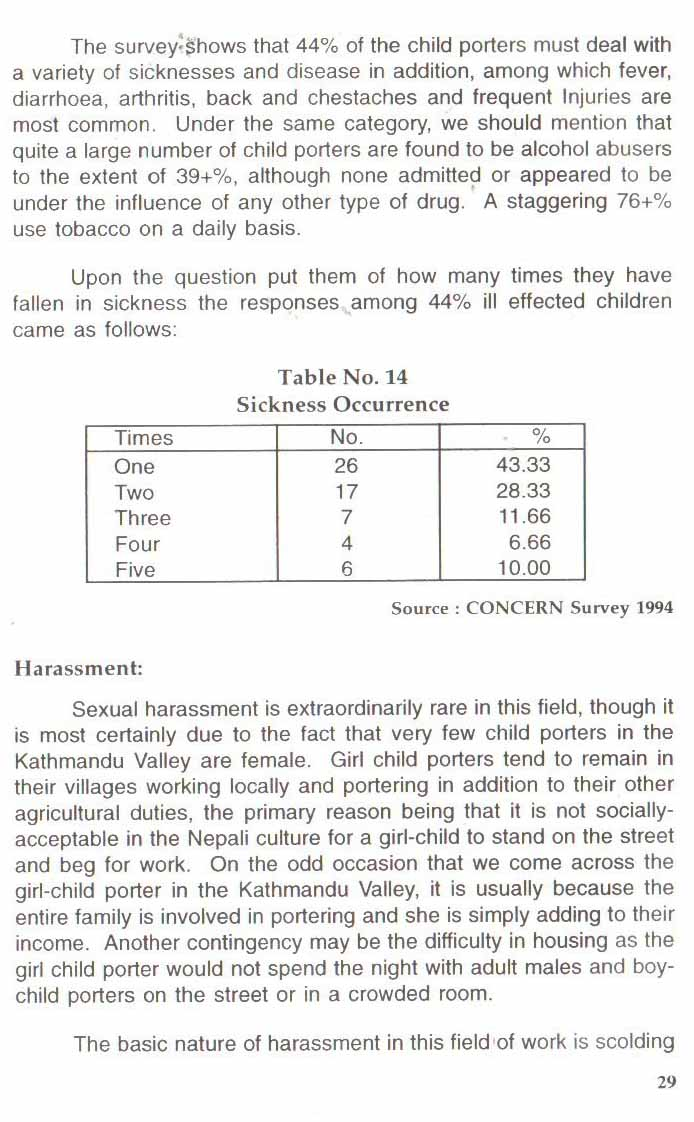 The survey shows that 44% of the child porters must deal with
a variety of sicknesses and disease in addition, among which fever,
diarrhoea, arthritis, back and chestaches and frequent Injuries are
most common. Under the same category, we should mention that
quite a large number of child porters are found to be alcohol abusers
to the extent of 39+%, although none admitted or appeared to be
under the influence of any other type of drug. A staggering 76+%
use tobacco on a daily basis.
Upon the question put them of how many times they have
fallen in sickness the responses among 44% ill effected children
came as follows:
Table No. 14
Sickness Occurrence
Times No. %
One 26 43.33
Two 17 28.33
Three 7 11.66
Four 4 6.66
Five 6 10.00
Source : CONCERN Survey 1994
Harassment:
Sexual harassment is extraordinarily rare in this field, though it
is most certainly due to the fact that very few child porters in the
Kathmandu Valley are female. Girl child porters tend to remain in
their villages working locally and portering in addition to their other
agricultural duties, the primary reason being that it is not socially-
acceptable in the Nepali culture for a girl-child to stand on the street
and beg for work. On the odd occasion that we come across the
girl-child porter in the Kathmandu Valley, it is usually because the
entire family is involved in portering and she is simply adding to their
income. Another contingency may be the difficulty in housing as the
girl child porter would not spend the night with adult males and boy-
child porters on the street or in a crowded room.
The basic nature of harassment in this field of work is scolding
29